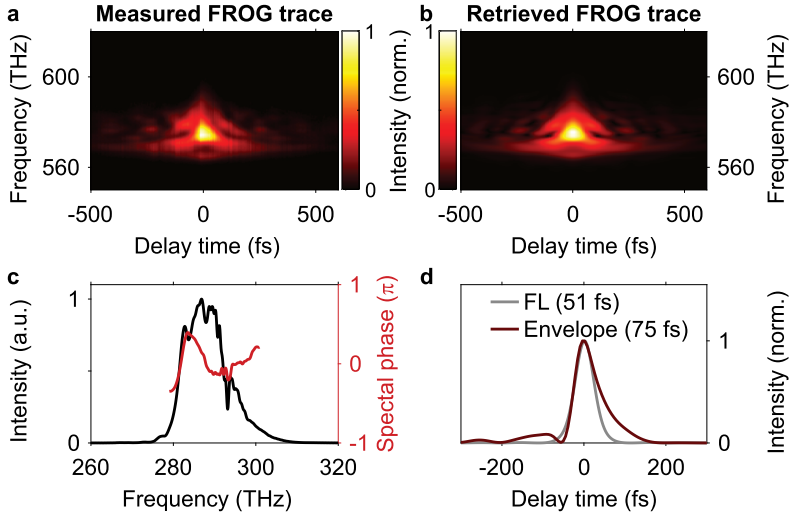 a Measured FROG trace
Frequency (THz)
600
560
-500 0 500
Delay time (fs)
1
0
Intensity (norm.)
b Retrieved FROG trace
1
0
600
560
Frequency (THz)
-500 0 500
Delay time (fs)
c
Intensity (a.u.)
1
0
260 280 300 320
Frequency (THz)
1
0
-1
Spectal phase (π)
d
FL (51 fs)
Envelope (75 fs)
1
0
Intensity (norm.)
-200 0 200
Delay time (fs)